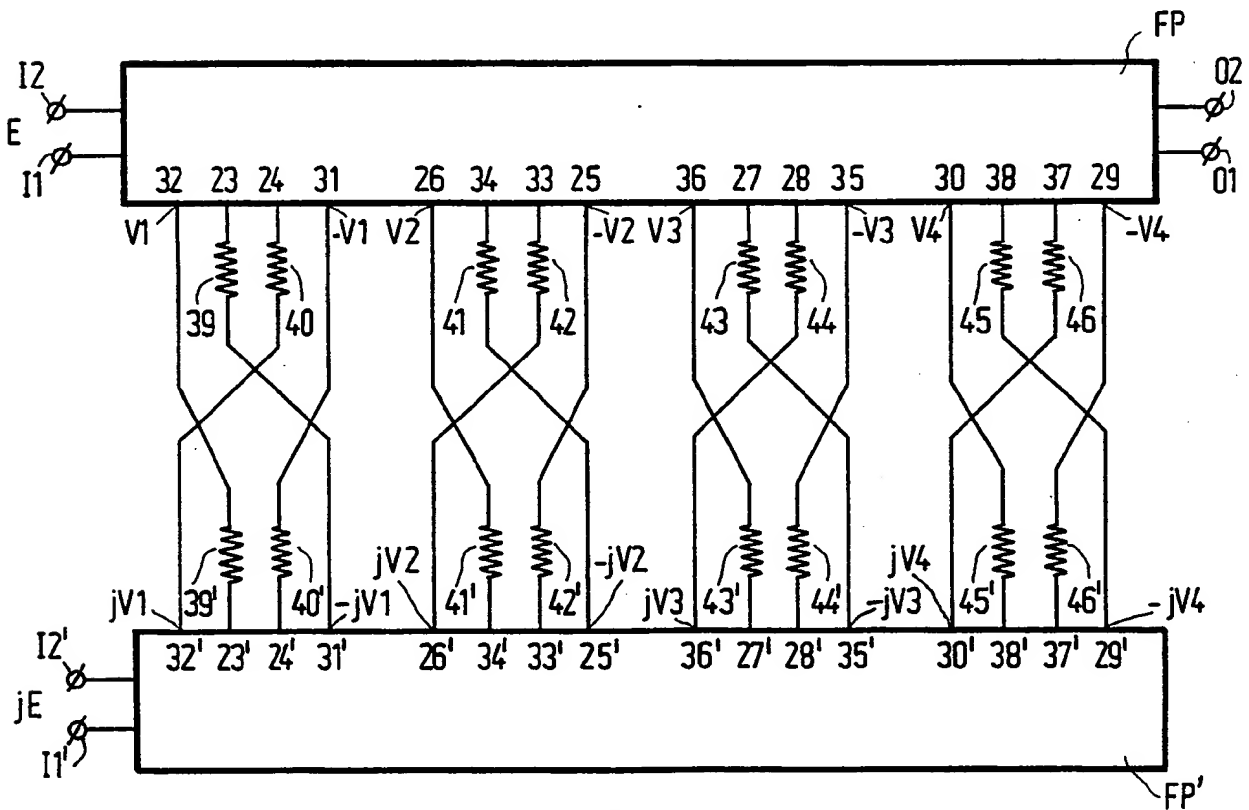 FP
I2
E
I1
O2
O1
32 23 24 31 26 34 33 25 36 27 28 35 30 38 37 29
V1 -V1 V2 -V2 V3 -V3 V4 -V4
39 40 41 42 43 44 45 46
jV1 39' 40' -jV1 jV2 41' 42' -jV2 jV3 43' 44' -jV3 jV4 45' 46' -jV4
32' 23' 24' 31' 26' 34' 33' 25' 36' 27' 28' 35' 30' 38' 37' 29'
I2'
jE
I1'
FP'